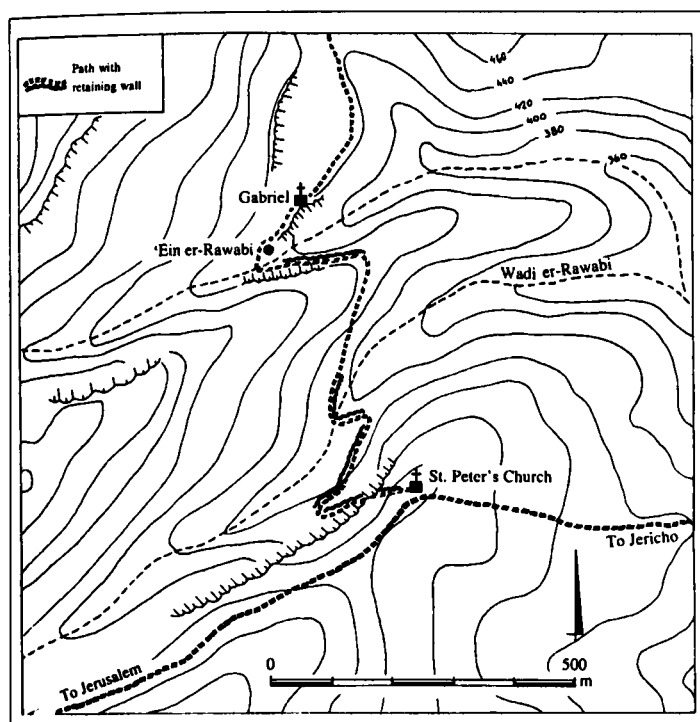 Path with
retaining wall
460
440
420
400
380
360
Gabriel
'Ein er-Rawabi
Wadi er-Rawabi
St. Peter's Church
To Jericho
To Jerusalem
0 500
m